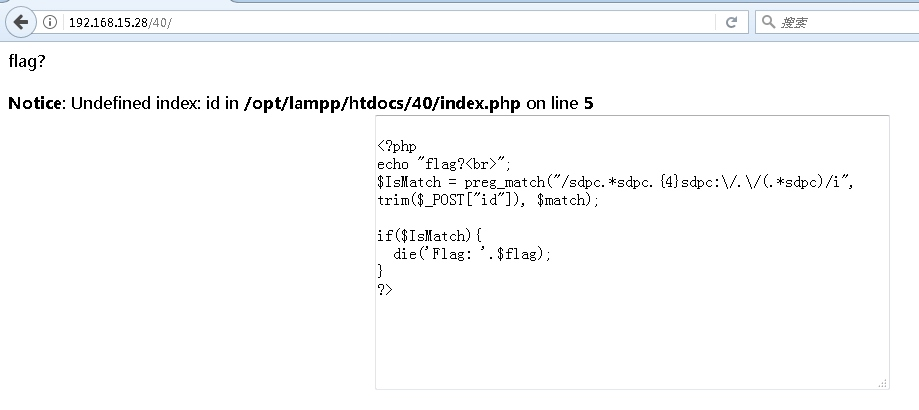 192.168.15.28/40/
搜索
flag?
Notice: Undefined index: id in /opt/lampp/htdocs/40/index.php on line 5
<?php
echo "flag?<br>";
$IsMatch = preg_match("/sdpc.*sdpc.{4}sdpc:\/.\/(.*sdpc)/i",
trim($_POST["id"]), $match);
if($IsMatch){
die('Flag: '.$flag);
}
?>